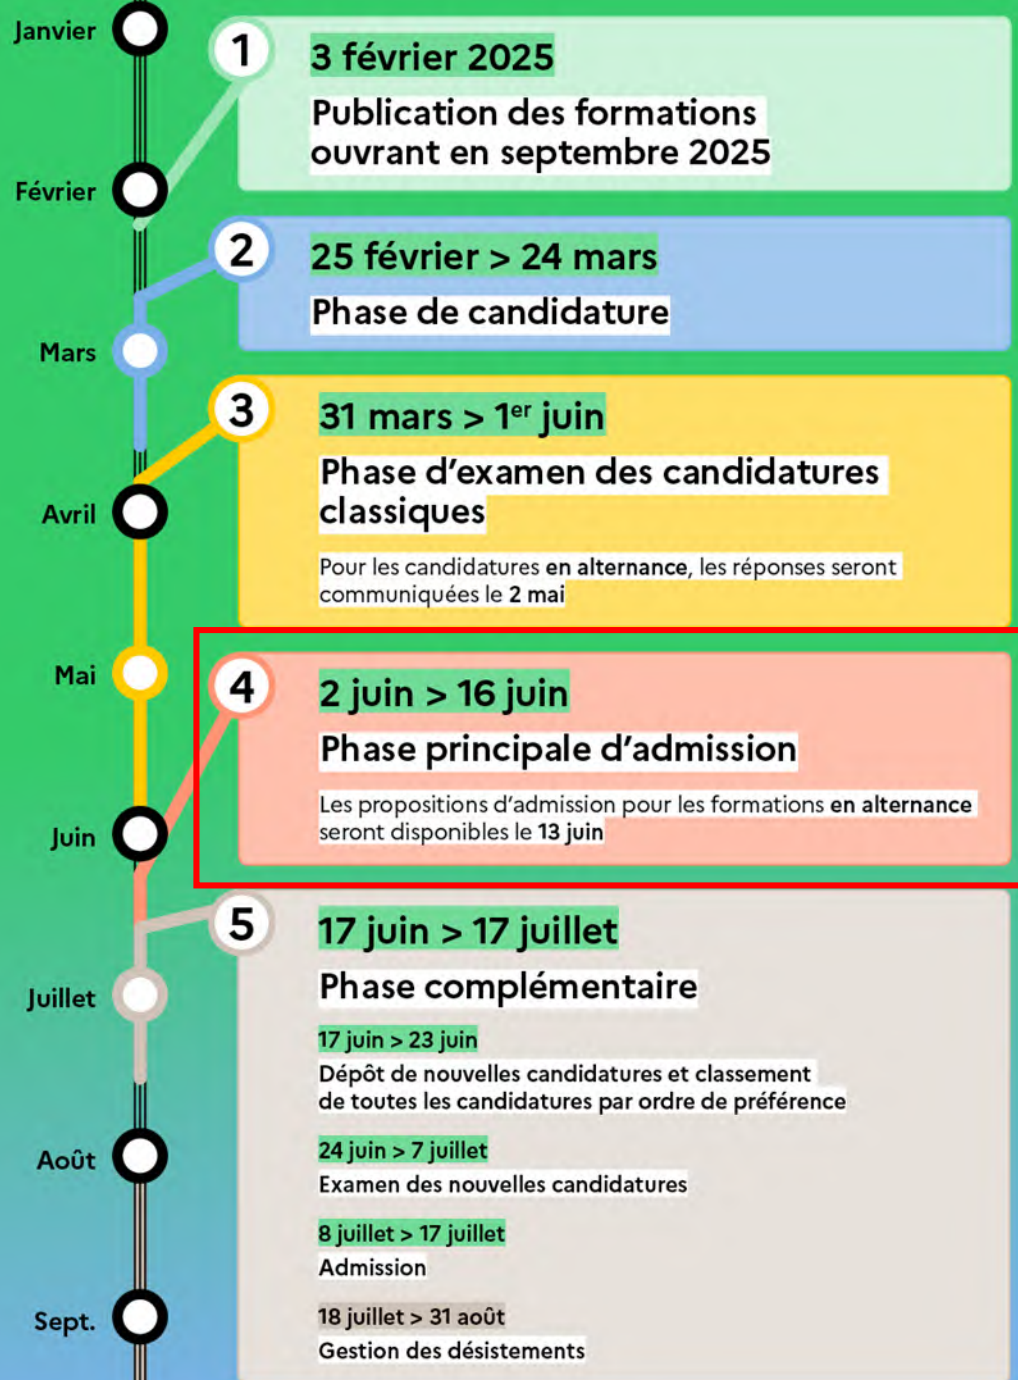 Janvier
1
3 février 2025
Publication des formations
ouvrant en septembre 2025
Février
2
25 février > 24 mars
Phase de candidature
Mars
3
31 mars > 1er juin
Phase d’examen des candidatures
classiques
Avril
Pour les candidatures en alternance, les réponses seront
communiquées le 2 mai
Mai
4
2 juin > 16 juin
Phase principale d’admission
Les propositions d’admission pour les formations en alternance
seront disponibles le 13 juin
Juin
5
17 juin > 17 juillet
Phase complémentaire
Juillet
17 juin > 23 juin
Dépôt de nouvelles candidatures et classement
de toutes les candidatures par ordre de préférence
Août
24 juin > 7 juillet
Examen des nouvelles candidatures
8 juillet > 17 juillet
Admission
Sept.
18 juillet > 31 août
Gestion des désistements